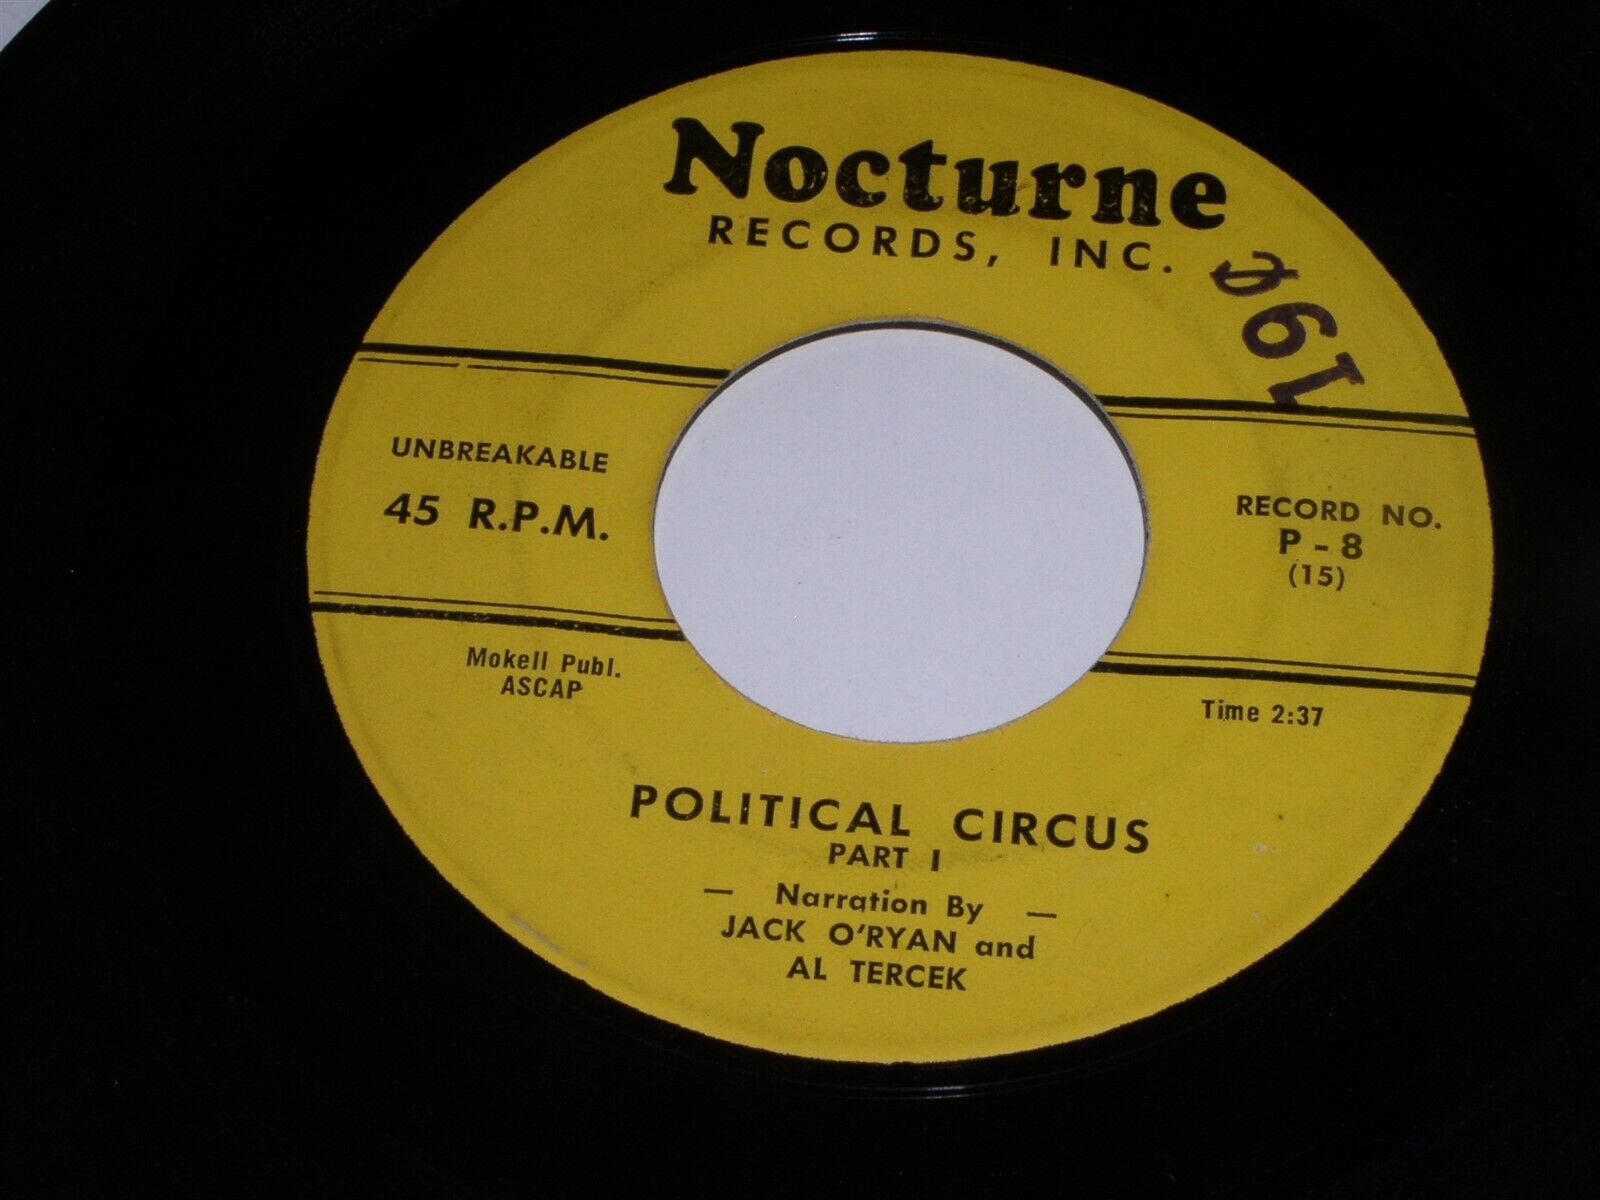 Nocturne
RECORDS, INC.
UNBREAKABLE
45 R.P.M.
RECORD NO.
P - 8
(15)
Mokell Publ.
ASCAP
Time 2:37
POLITICAL CIRCUS
PART I
— Narration By —
JACK O'RYAN and
AL TERCEK